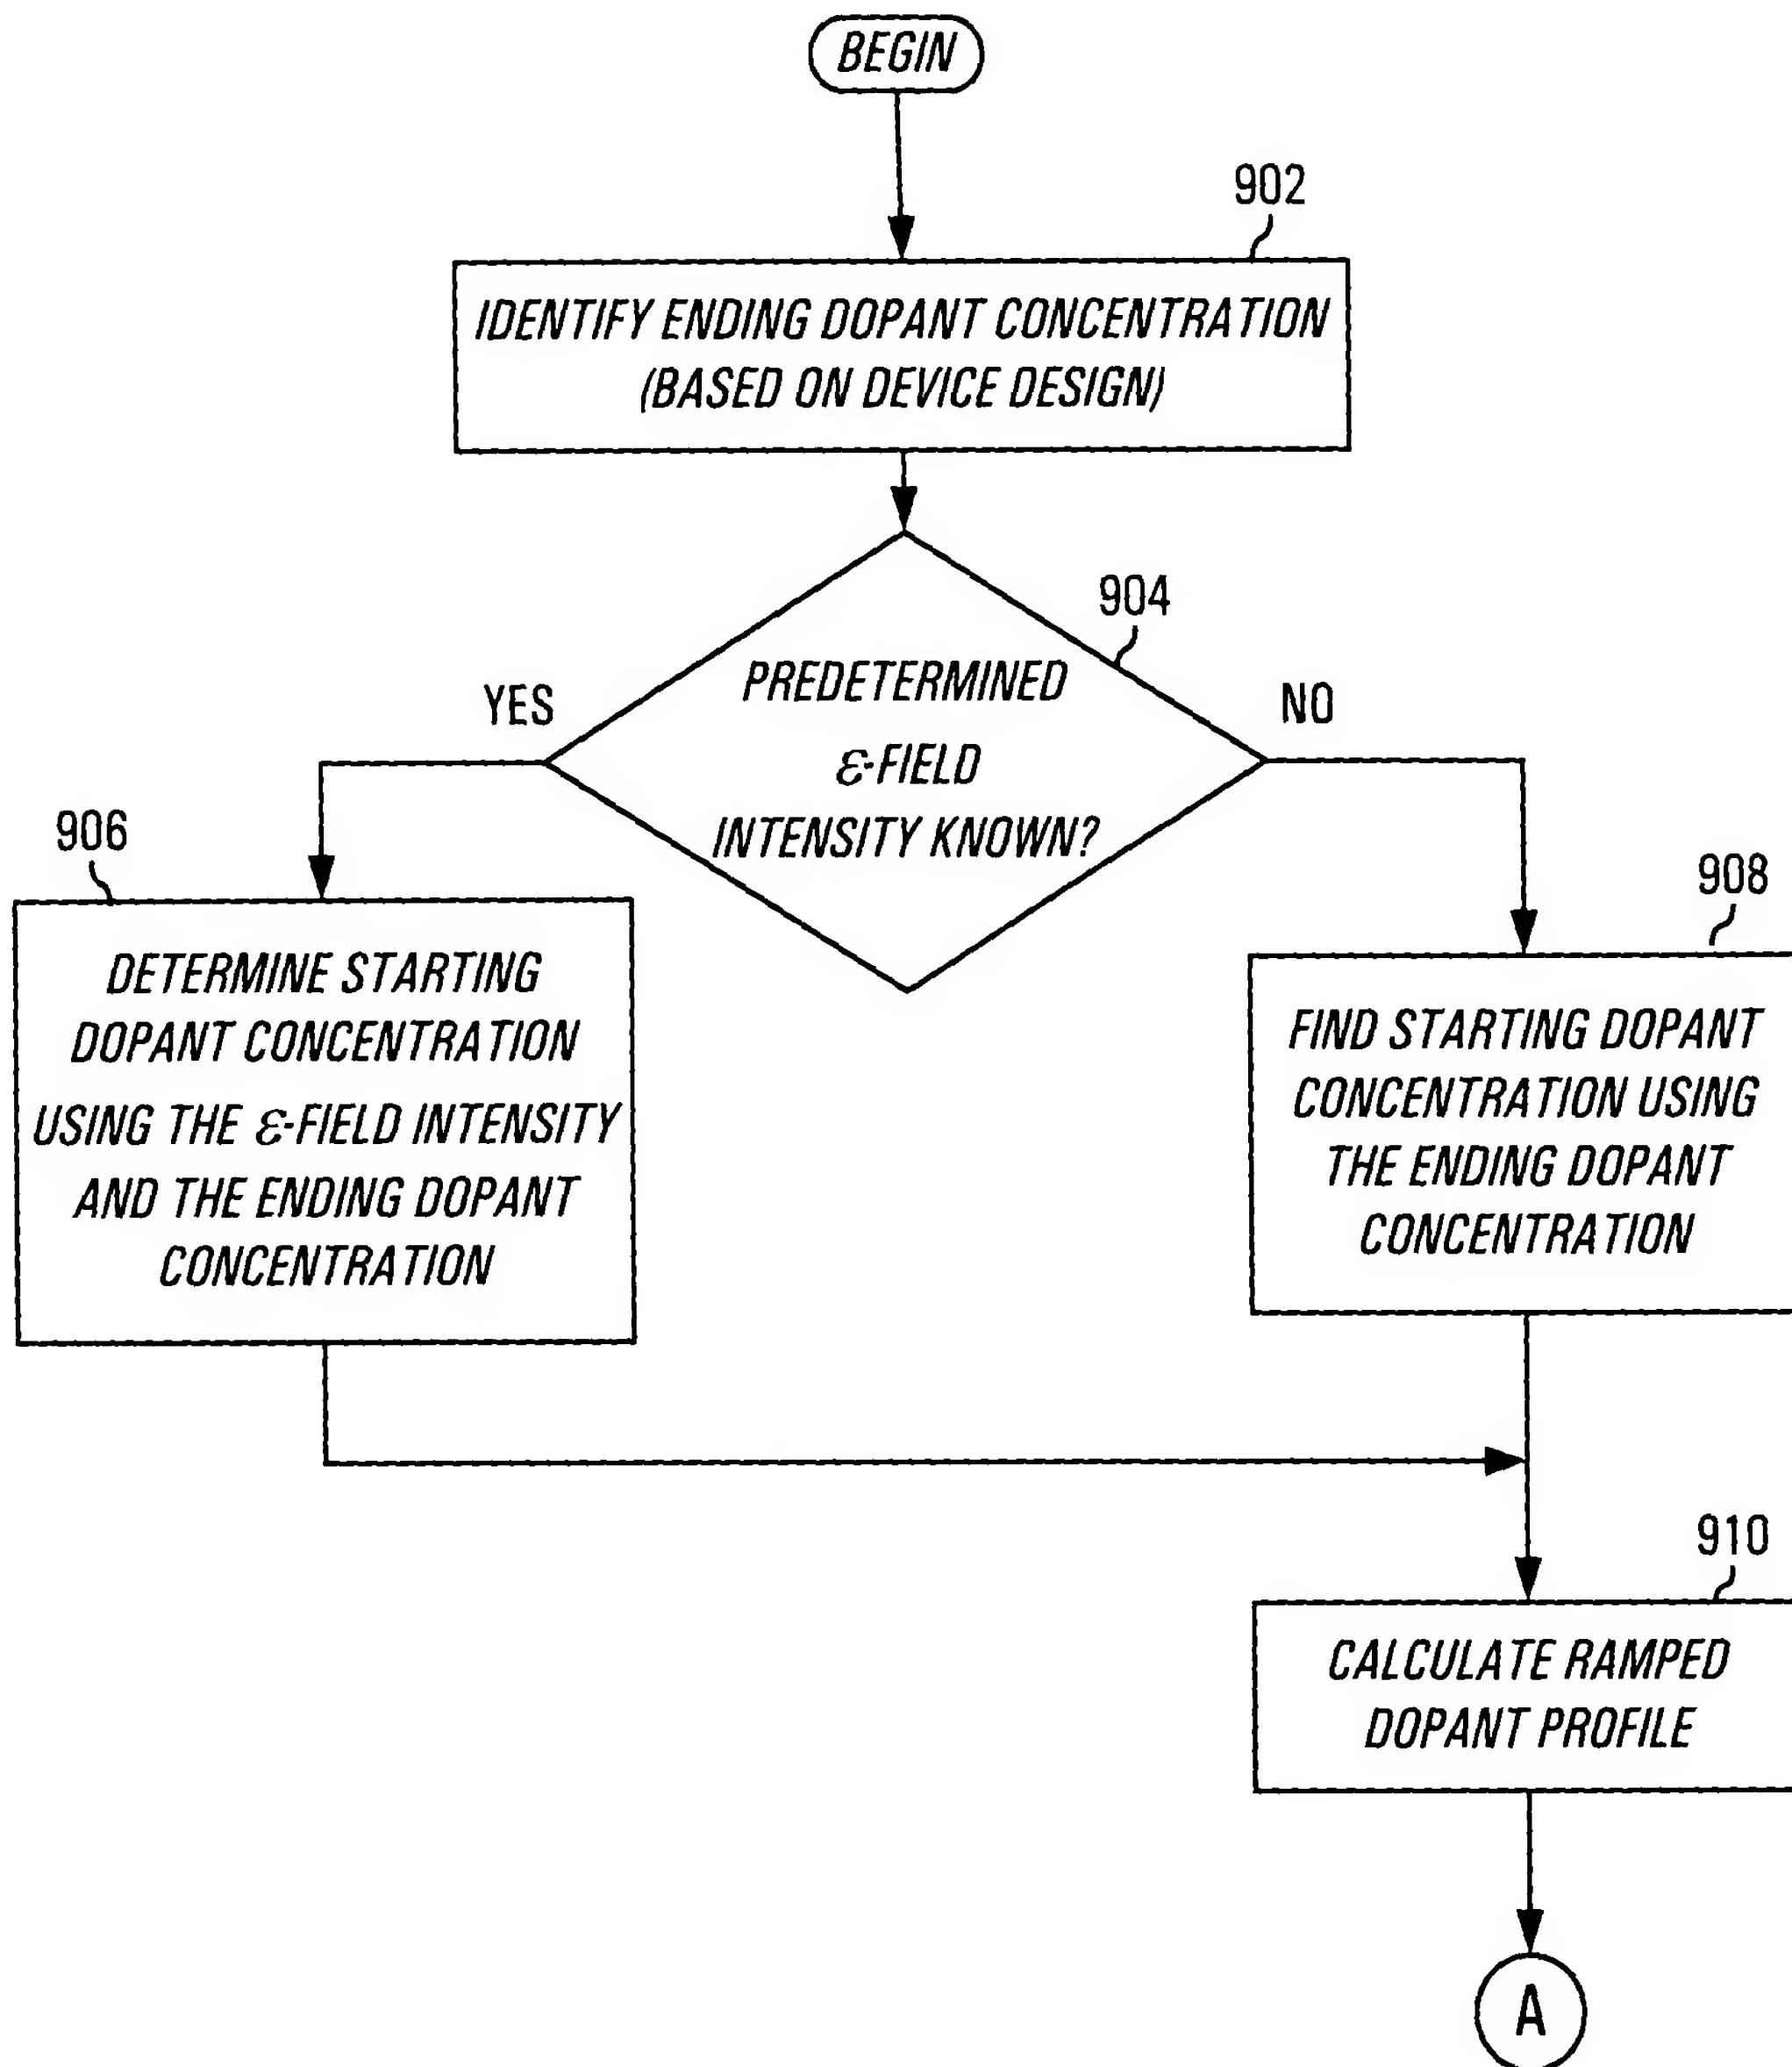 BEGIN
902
IDENTIFY ENDING DOPANT CONCENTRATION
(BASED ON DEVICE DESIGN)
904
PREDETERMINED
ε-FIELD
INTENSITY KNOWN?
YES
NO
906
DETERMINE STARTING
DOPANT CONCENTRATION
USING THE ε-FIELD INTENSITY
AND THE ENDING DOPANT
CONCENTRATION
908
FIND STARTING DOPANT
CONCENTRATION USING
THE ENDING DOPANT
CONCENTRATION
910
CALCULATE RAMPED
DOPANT PROFILE
A